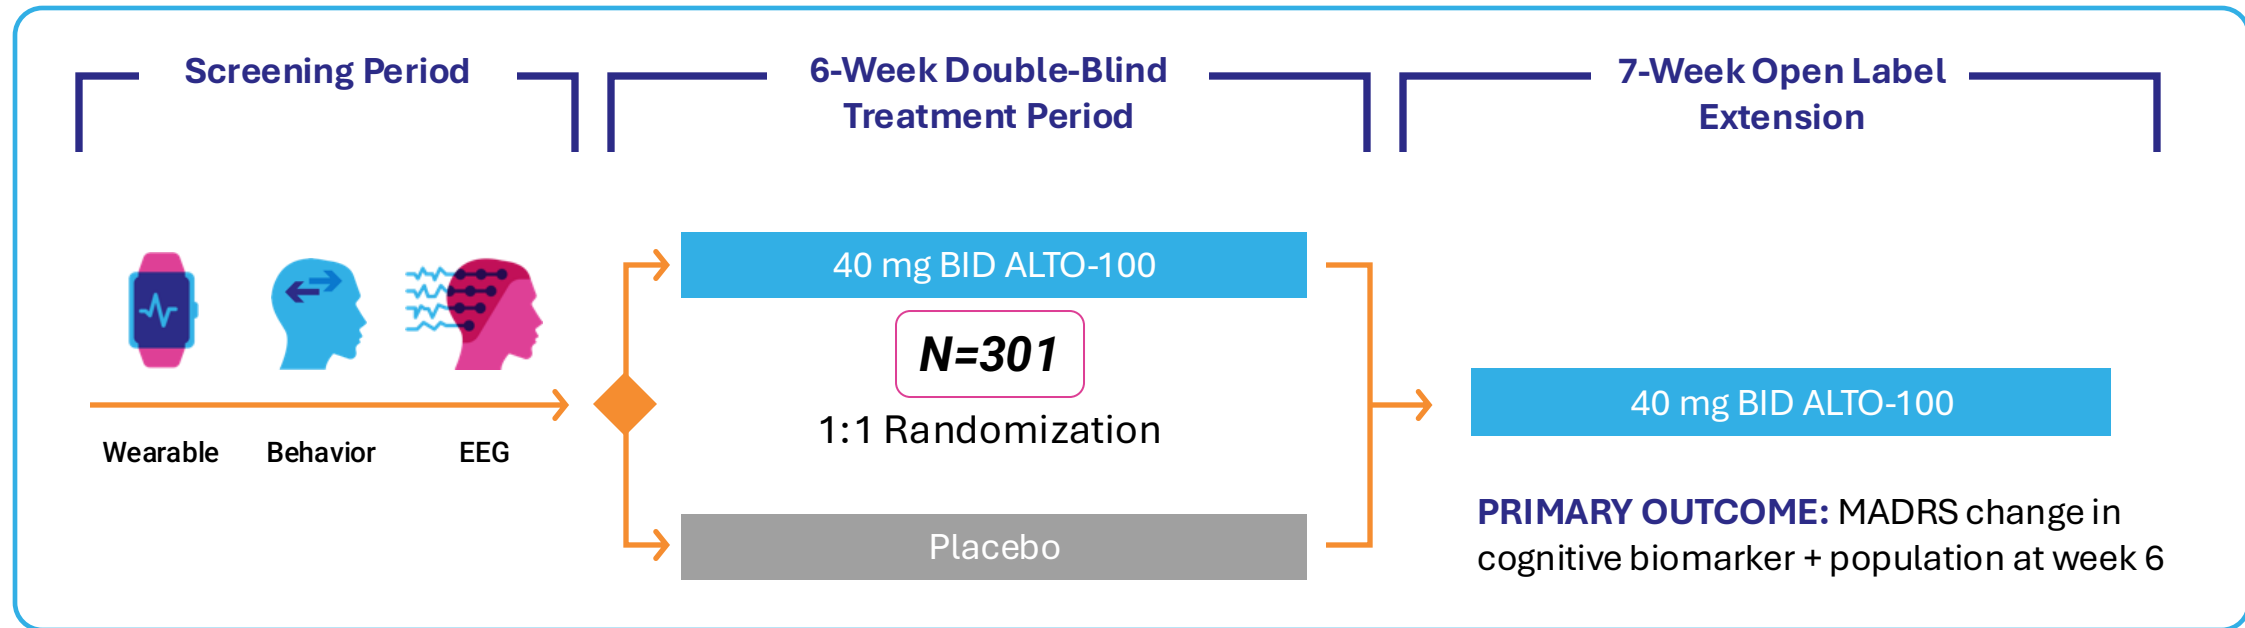 Screening Period
6-Week Double-Blind
Treatment Period
7-Week Open Label
Extension
Wearable
Behavior
EEG
40 mg BID ALTO-100
N=301
1:1 Randomization
Placebo
40 mg BID ALTO-100
PRIMARY OUTCOME: MADRS change in
cognitive biomarker + population at week 6